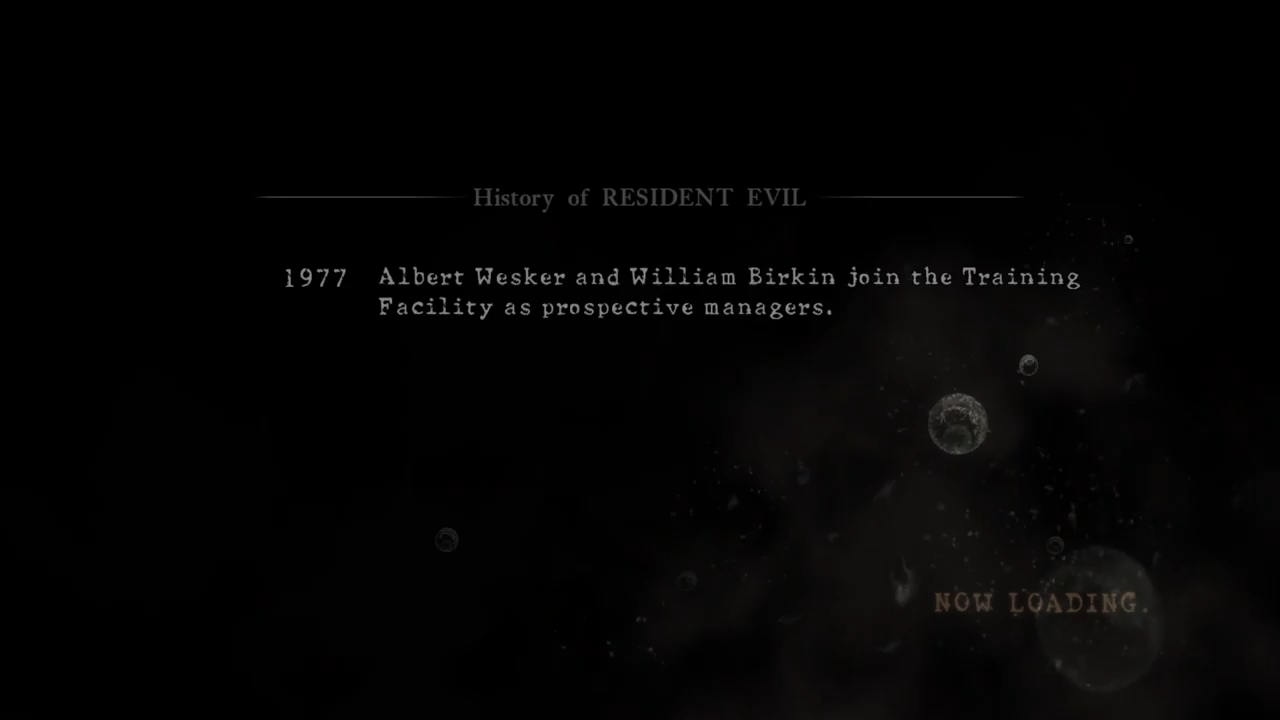 History of RESIDENT EVIL
1977 Albert Wesker and William Birkin join the Training
Facility as prospective managers.
NOW LOADING.